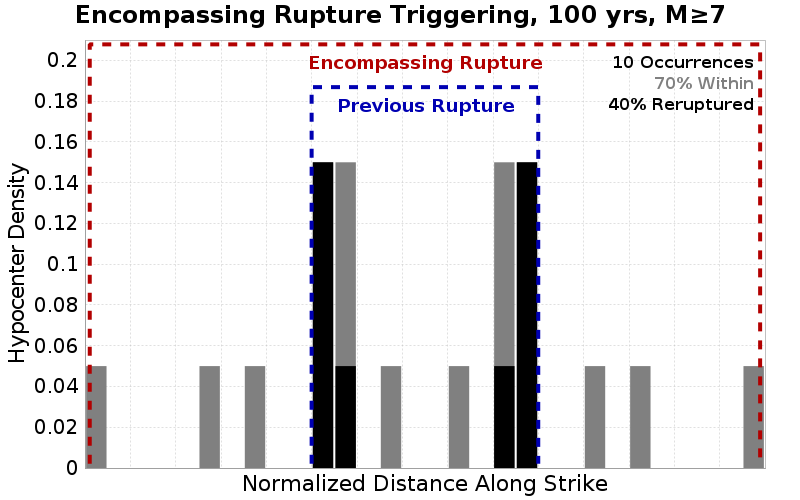 Encompassing Rupture Triggering, 100 yrs, M≥7
Encompassing Rupture
Previous Rupture
10 Occurrences
70% Within
40% Reruptured
Hypocenter Density
0.2
0.18
0.16
0.14
0.12
0.1
0.08
0.06
0.04
0.02
0
Normalized Distance Along Strike